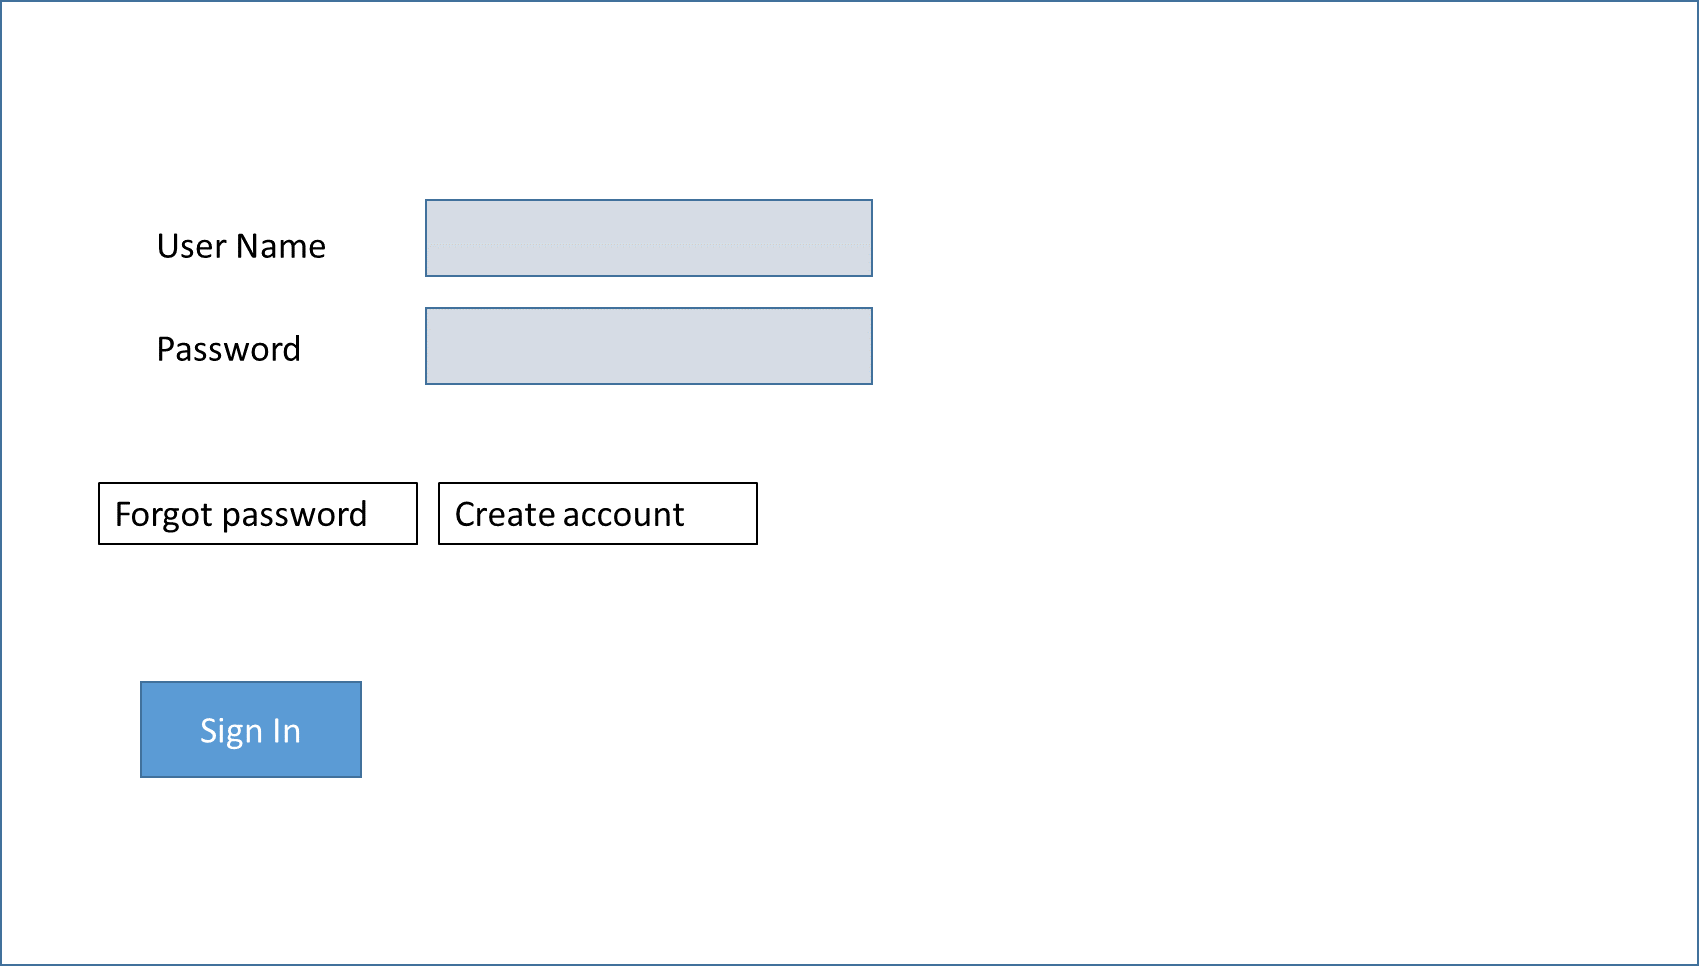 User Name
Password
Forgot password
Create account
Sign In